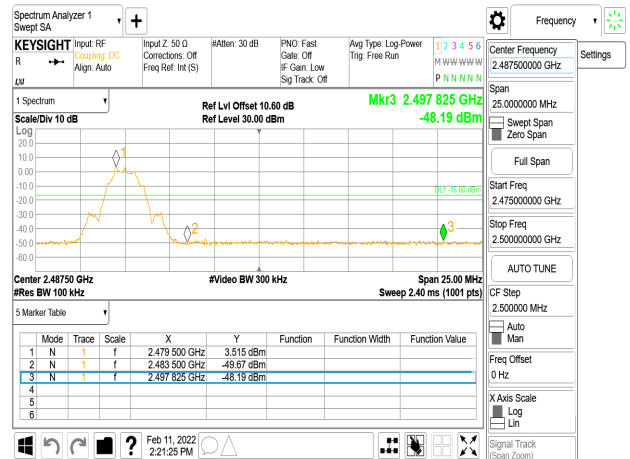 Spectrum Analyzer 1
Swept SA
Frequency
KEYSIGHT Input: RF Input Z: 50 Ω #Atten: 30 dB PNO: Fast Avg Type: Log-Power 1 2 3 4 5 6
R Coupling: DC Corrections: Off Gate: Off Trig: Free Run M W W W W W
Align: Auto Freq Ref: Int (S) IF Gain: Low P N N N N N
Sig Track: Off
LXI
1 Spectrum
Scale/Div 10 dB
Ref Lvl Offset 10.60 dB
Ref Level 30.00 dBm
Mkr3 2.497 825 GHz
-48.19 dBm
Log
20.0
10.0
0.00
-10.0
-20.0
-30.0
-40.0
-50.0
-60.0
1
2
3
DL1 -16.60 dBm
Center 2.48750 GHz #Video BW 300 kHz Span 25.00 MHz
#Res BW 100 kHz Sweep 2.40 ms (1001 pts)
5 Marker Table
Mode Trace Scale X Y Function Function Width Function Value
1 N 1 f 2.479 500 GHz 3.515 dBm
2 N 1 f 2.483 500 GHz -49.67 dBm
3 N 1 f 2.497 825 GHz -48.19 dBm
4
5
6
?
Feb 11, 2022
2:21:25 PM
Center Frequency
2.487500000 GHz
Settings
Span
25.0000000 MHz
Swept Span
Zero Span
Full Span
Start Freq
2.475000000 GHz
Stop Freq
2.500000000 GHz
AUTO TUNE
CF Step
2.500000 MHz
Auto
Man
Freq Offset
0 Hz
X Axis Scale
Log
Lin
Signal Track
(Span Zoom)